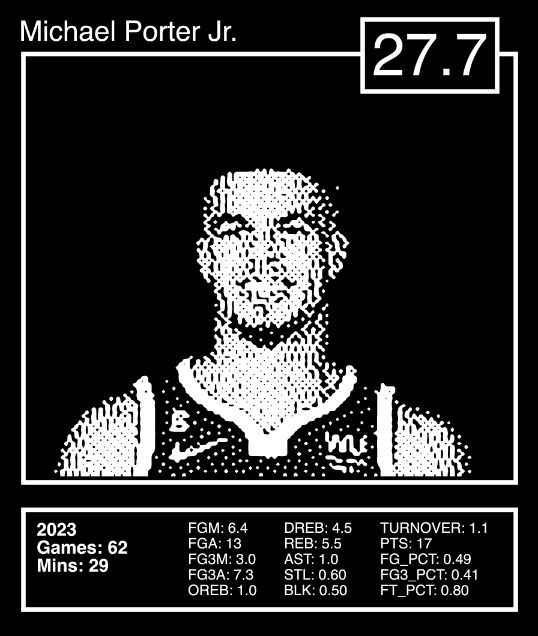 Michael Porter Jr.
27.7
2023
Games: 62
Mins: 29
FGM: 6.4
FGA: 13
FG3M: 3.0
FG3A: 7.3
OREB: 1.0
DREB: 4.5
REB: 5.5
AST: 1.0
STL: 0.60
BLK: 0.50
TURNOVER: 1.1
PTS: 17
FG_PCT: 0.49
FG3_PCT: 0.41
FT_PCT: 0.80